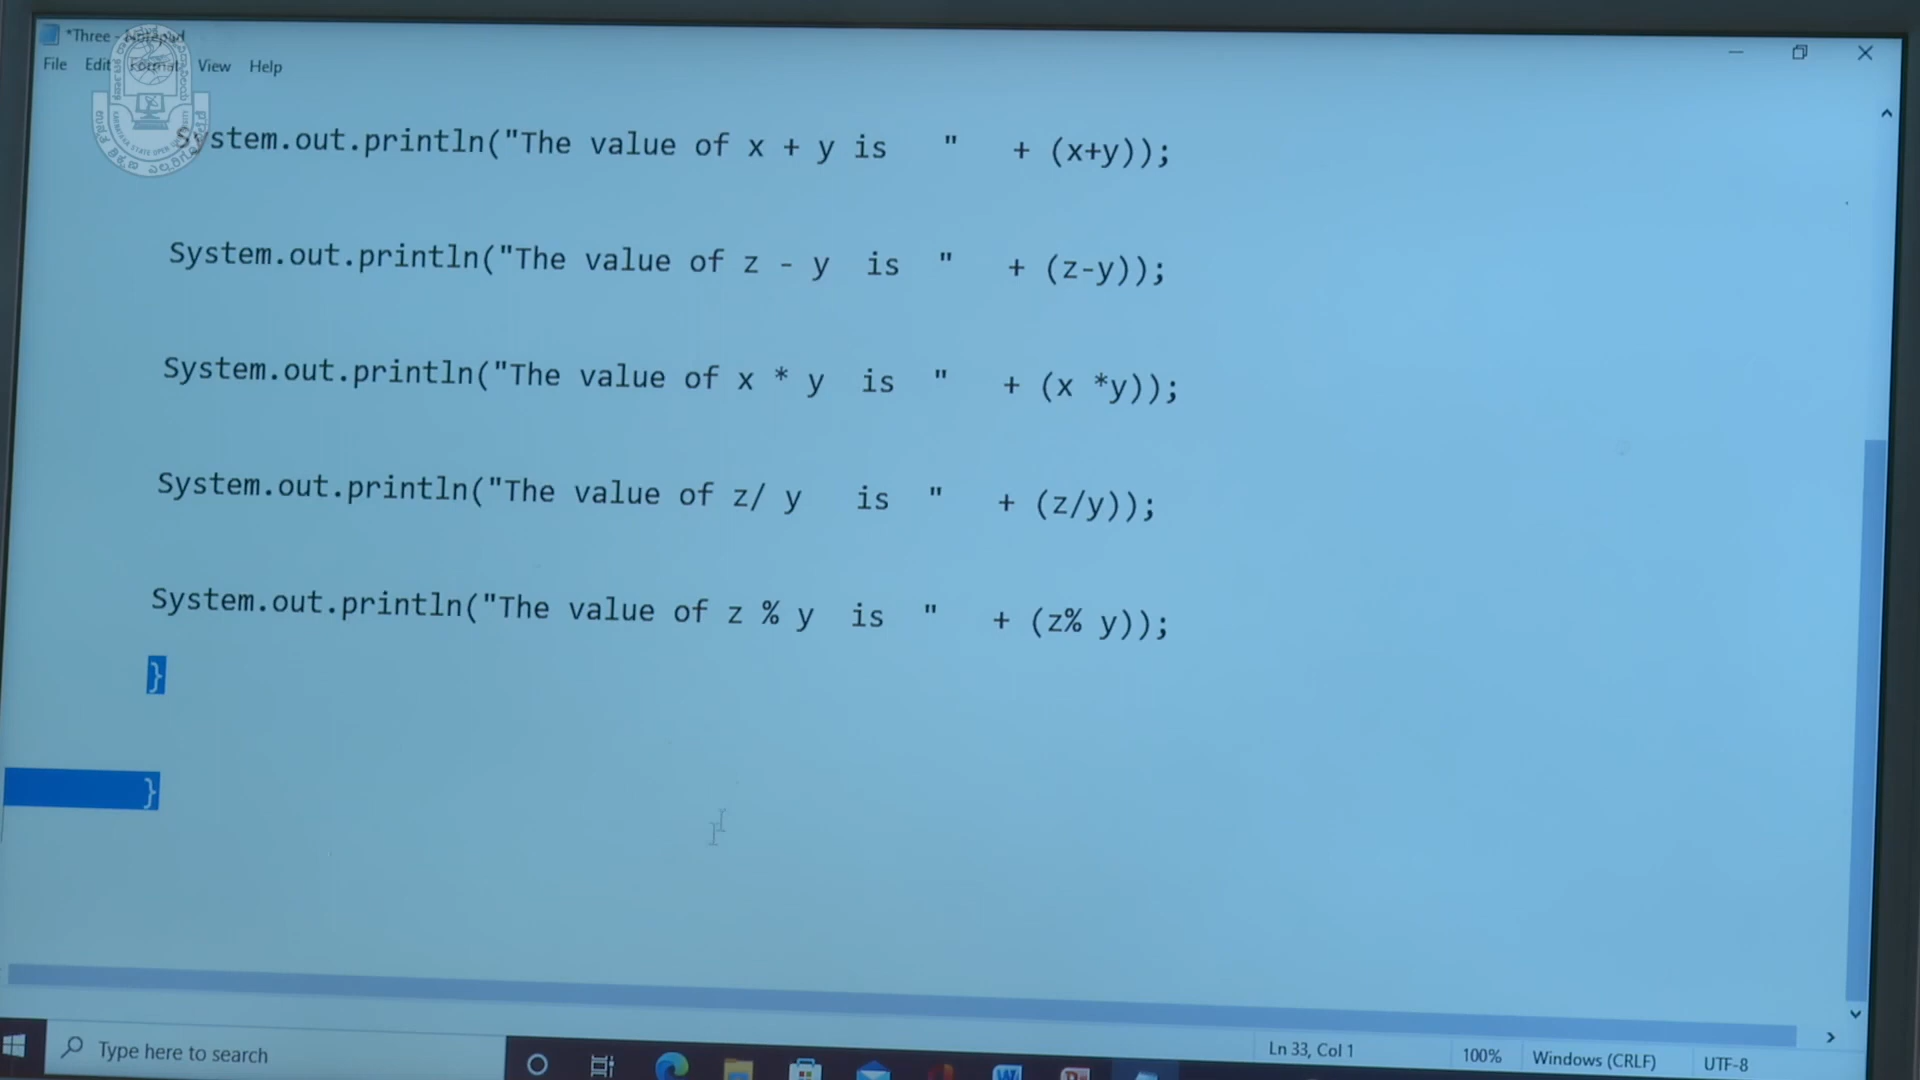 *Three - Notepad
File Edit Format View Help
System.out.println("The value of x + y is   "   + (x+y));
System.out.println("The value of z - y  is  "   + (z-y));
System.out.println("The value of x * y  is  "   + (x *y));
System.out.println("The value of z/ y   is  "   + (z/y));
System.out.println("The value of z % y  is  "   + (z% y));
}
}
Type here to search
Ln 33, Col 1
100%
Windows (CRLF)
UTF-8